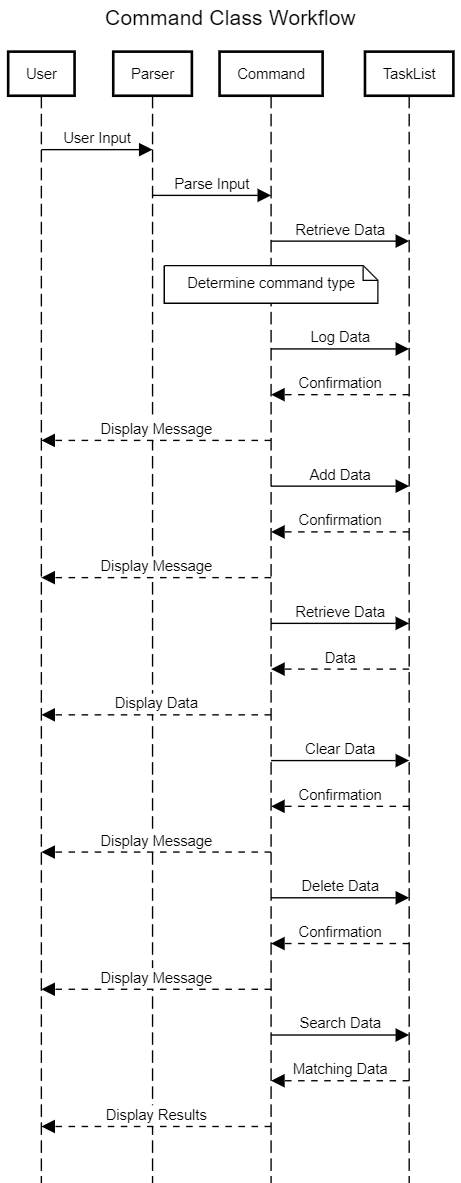 Command Class Workflow
User
Parser
Command
TaskList
User Input
Parse Input
Retrieve Data
Determine command type
Log Data
Confirmation
Display Message
Add Data
Confirmation
Display Message
Retrieve Data
Data
Display Data
Clear Data
Confirmation
Display Message
Delete Data
Confirmation
Display Message
Search Data
Matching Data
Display Results